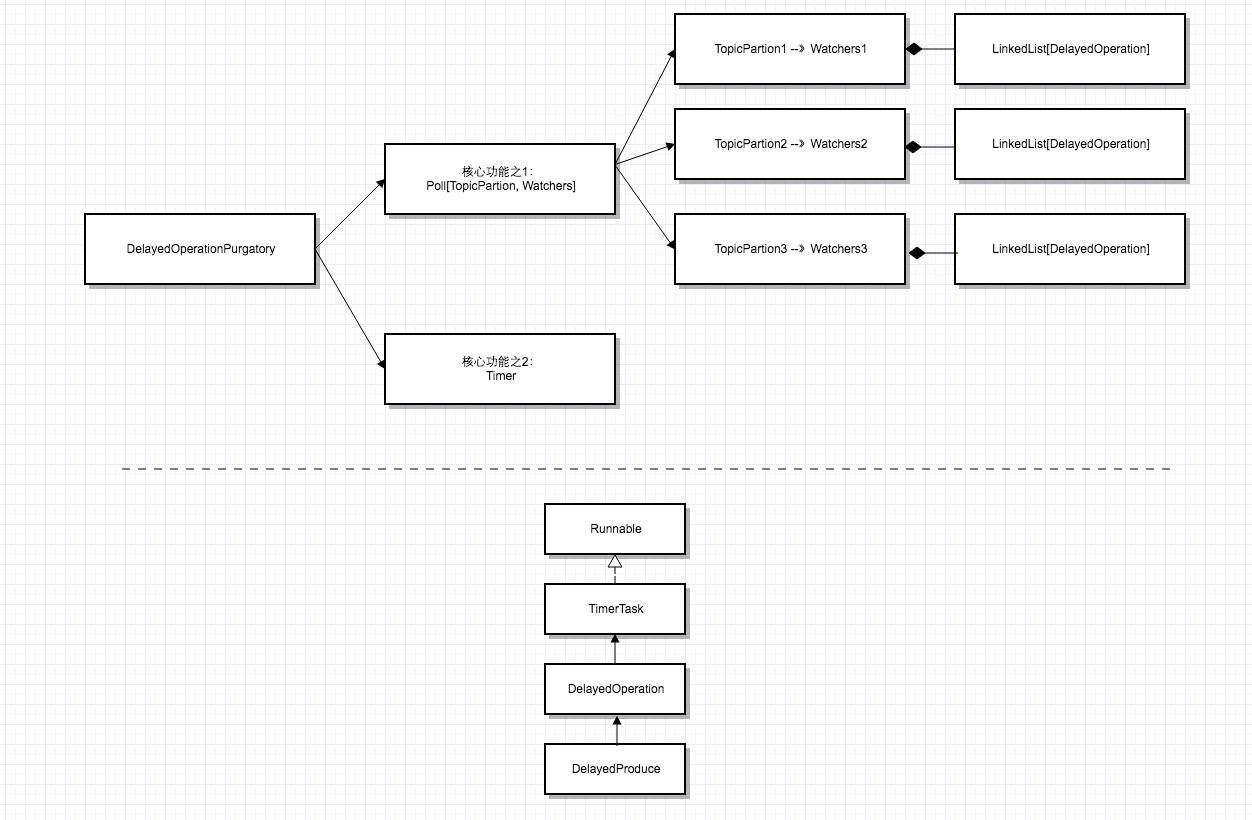 TopicPartion1 --》 Watchers1
LinkedList[DelayedOperation]
TopicPartion2 --》 Watchers2
LinkedList[DelayedOperation]
核心功能之1：
Poll[TopicPartion, Watchers]
DelayedOperationPurgatory
TopicPartion3 --》 Watchers3
LinkedList[DelayedOperation]
核心功能之2：
Timer
Runnable
TimerTask
DelayedOperation
DelayedProduce